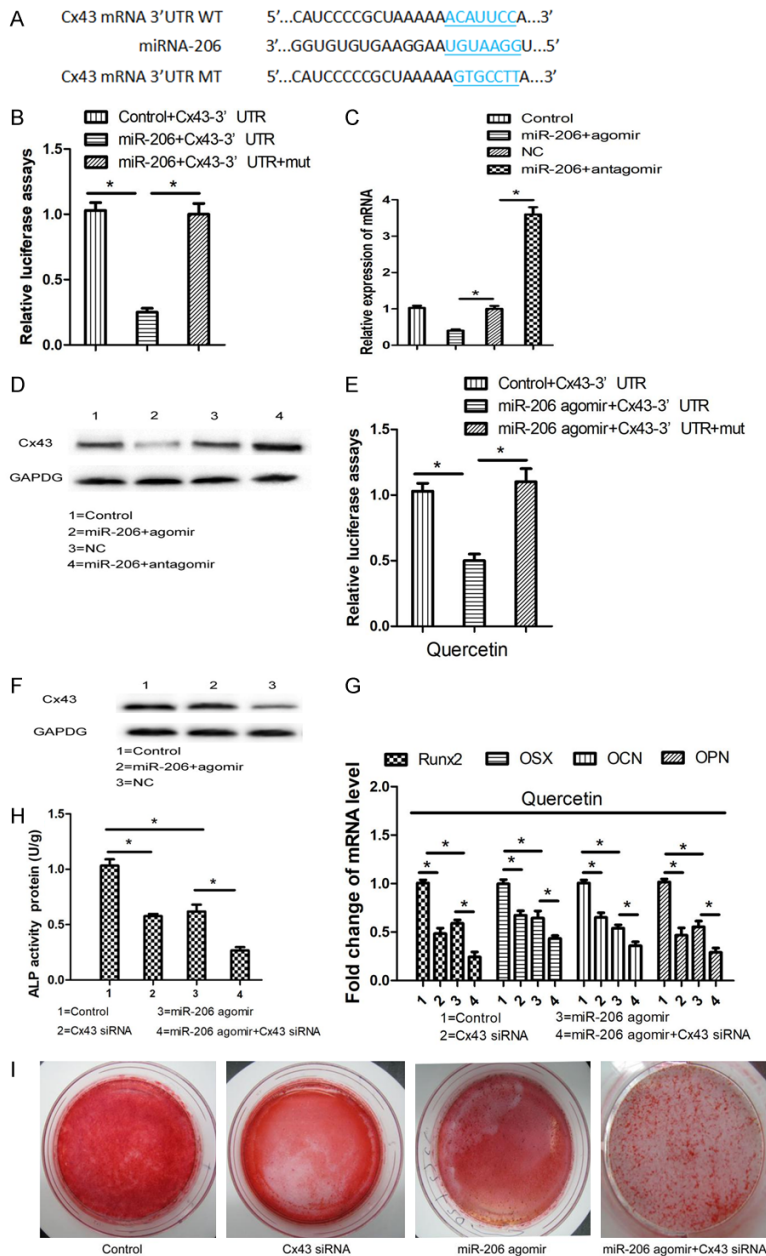 A
Cx43 mRNA 3'UTR WT 5'...CAUCCCCGCUAAAAAACAUUCCA...3'
miRNA-206 3'...GGUGUGUGAAGGAAUGUAAGGU...5'
Cx43 mRNA 3'UTR MT 5'...CAUCCCCGCUAAAAAGTGCCTTA...3'
B
Control+Cx43-3' UTR
miR-206+Cx43-3' UTR
miR-206+Cx43-3' UTR+mut
Relative luciferase assays
1.5
1.0
0.5
0.0
* *
C
Control
miR-206+agomir
NC
miR-206+antagomir
Relative expression of mRNA
4
3
2
1
0
* *
D
1 2 3 4
Cx43
GAPDG
1=Control
2=miR-206+agomir
3=NC
4=miR-206+antagomir
E
Control+Cx43-3' UTR
miR-206 agomir+Cx43-3' UTR
miR-206 agomir+Cx43-3' UTR+mut
Relative luciferase assays
1.5
1.0
0.5
0.0
* *
Quercetin
F
1 2 3
Cx43
GAPDG
1=Control
2=miR-206+agomir
3=NC
G
Runx2 OSX OCN OPN
Quercetin
Fold change of mRNA level
2.0
1.5
1.0
0.5
0.0
* * * *
* * * *
* * * *
1 2 3 4 1 2 3 4 1 2 3 4 1 2 3 4
1=Control 3=miR-206 agomir
2=Cx43 siRNA 4=miR-206 agomir+Cx43 siRNA
H
ALP activity protein (U/g)
1.5
1.0
0.5
0.0
*
* *
1 2 3 4
1=Control 3=miR-206 agomir
2=Cx43 siRNA 4=miR-206 agomir+Cx43 siRNA
I
Control Cx43 siRNA miR-206 agomir miR-206 agomir+Cx43 siRNA